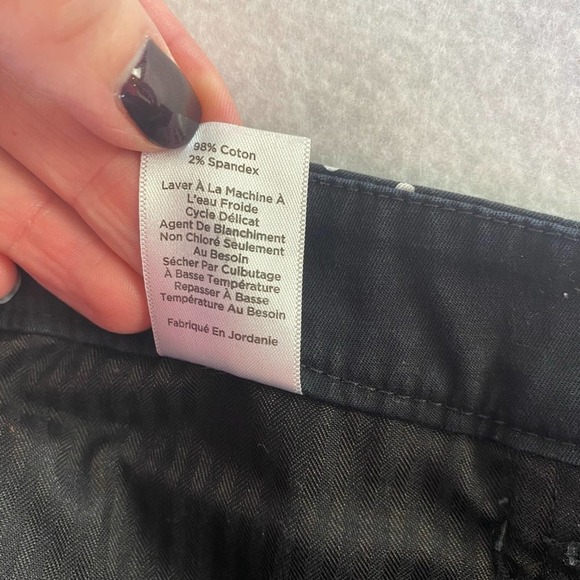 98% Coton
2% Spandex
Laver À La Machine À
L'eau Froide
Cycle Délicat
Agent De Blanchiment
Non Chloré Seulement
Au Besoin
Sécher Par Culbutage
À Basse Température
Repasser À Basse
Température Au Besoin
Fabriqué En Jordanie